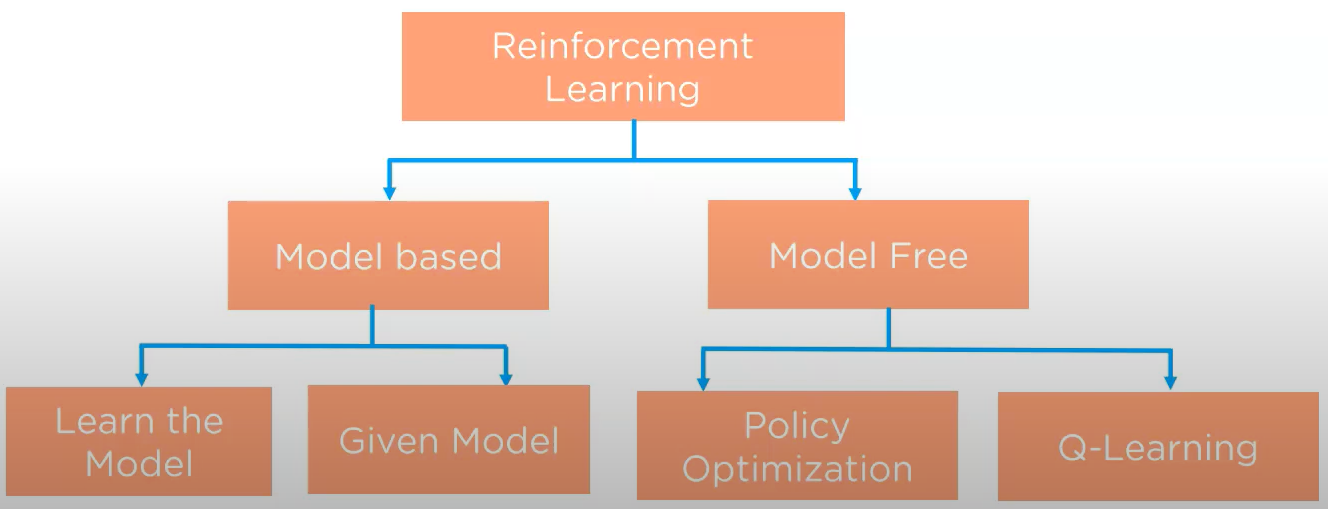 Reinforcement
Learning
Model based
Model Free
Learn the
Model
Given Model
Policy
Optimization
Q-Learning